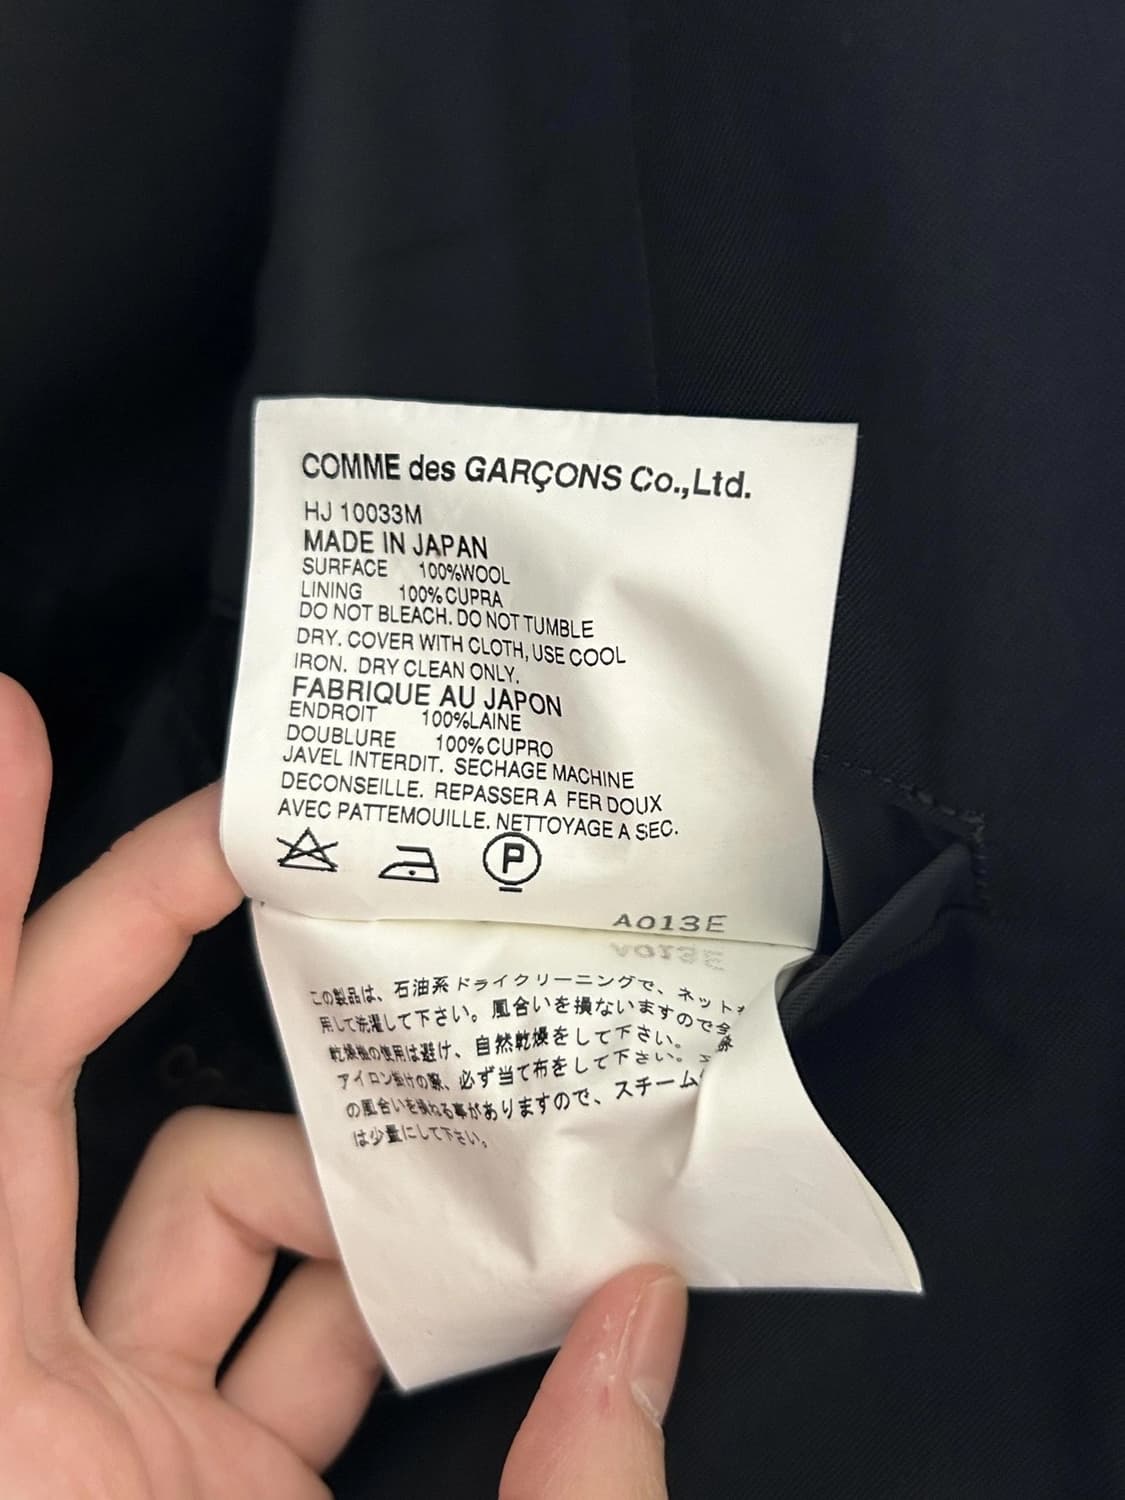 COMME des GARÇONS Co.,Ltd.
HJ 10033M
MADE IN JAPAN
SURFACE 100%WOOL
LINING 100%CUPRA
DO NOT BLEACH. DO NOT TUMBLE
DRY. COVER WITH CLOTH, USE COOL
IRON. DRY CLEAN ONLY.
FABRIQUE AU JAPON
ENDROIT 100%LAINE
DOUBLURE 100%CUPRO
JAVEL INTERDIT. SECHAGE MACHINE
DECONSEILLE. REPASSER A FER DOUX
AVEC PATTEMOUILLE. NETTOYAGE A SEC.
P
A013E
この製品は、石油系ドライクリーニングで、ネット
用して洗濯して下さい。風合いを損ないますので
乾燥機の使用は避け、自然乾燥をして下さい。
アイロン掛けの際、必ず当て布をして下さい。
の風合いを損ねる事がありますので、スチーム
は少量にして下さい。